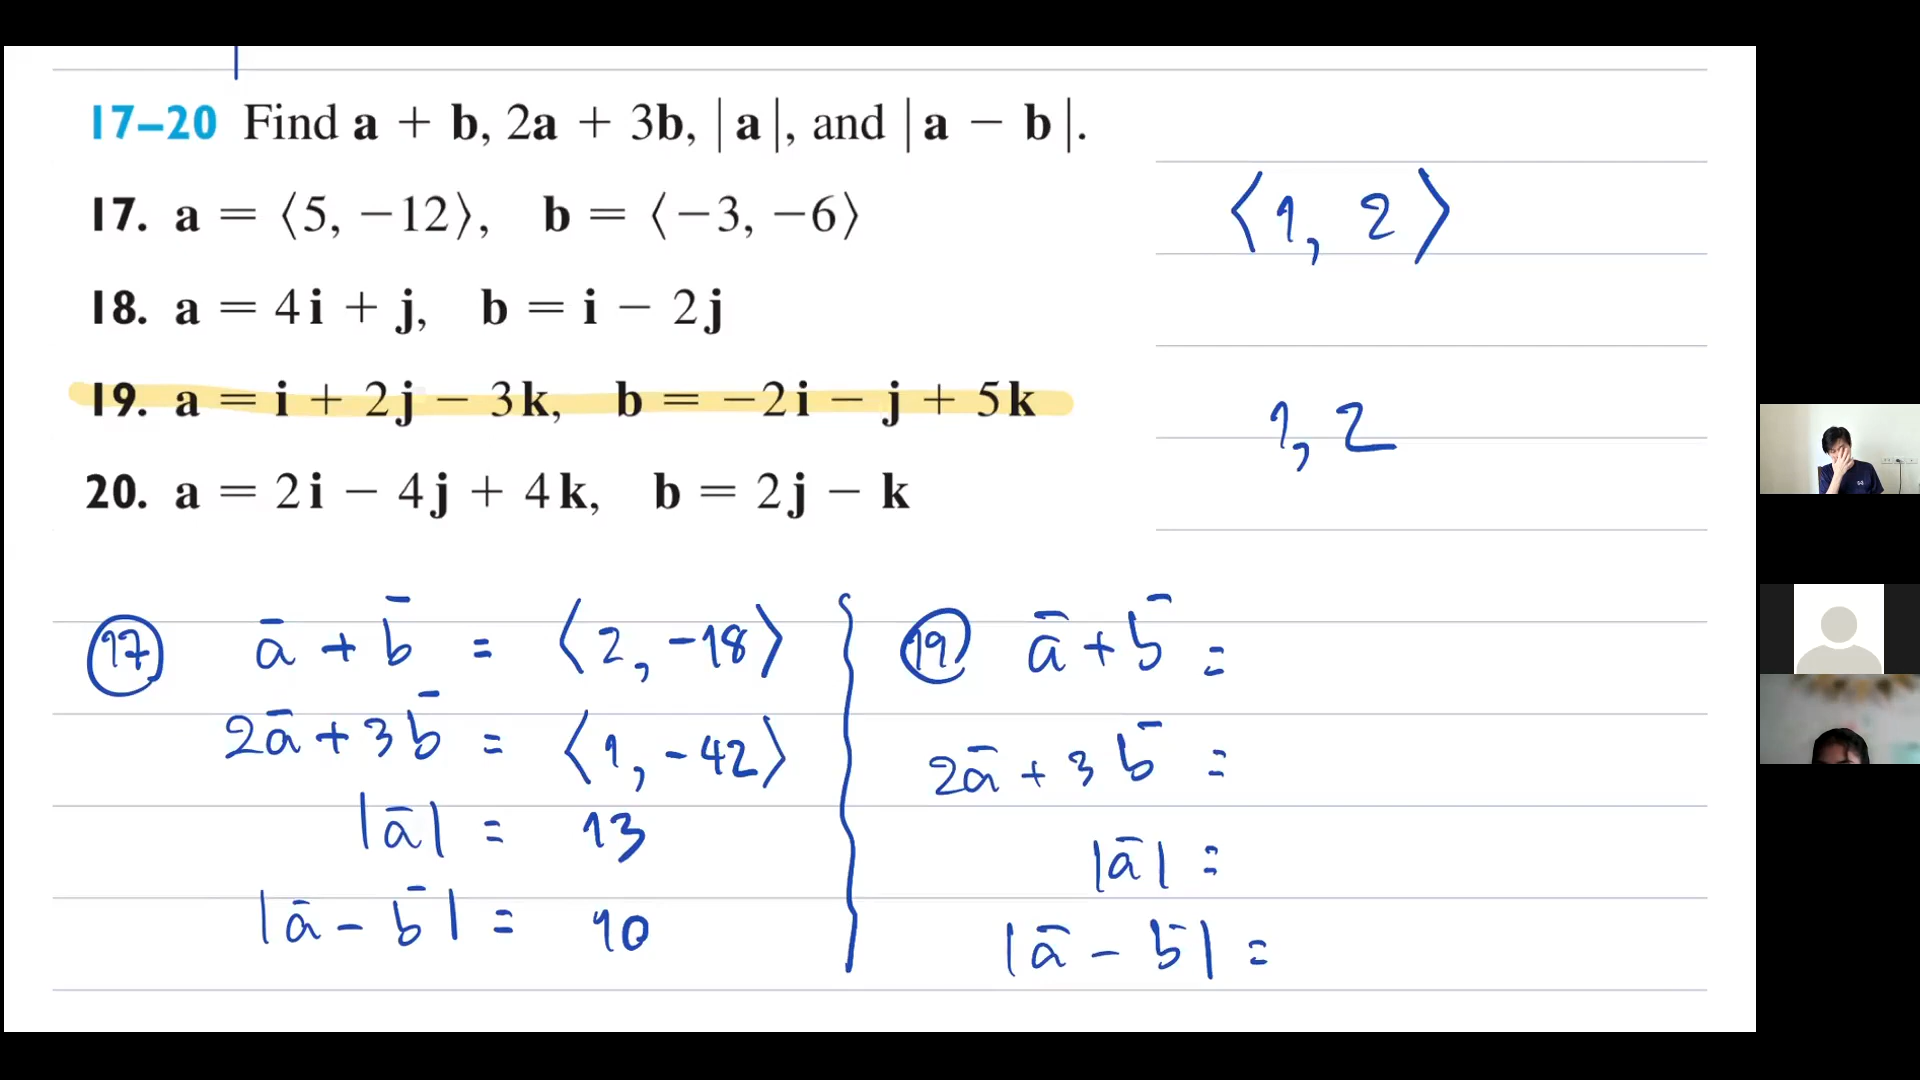 17–20 Find a + b, 2a + 3b, |a|, and |a − b|.
17. a = ⟨5, −12⟩, b = ⟨−3, −6⟩
⟨1, 2⟩
18. a = 4i + j, b = i − 2j
19. a = i + 2j − 3k, b = −2i − j + 5k
1, 2
20. a = 2i − 4j + 4k, b = 2j − k
17 a̅ + b̅ = ⟨2, -18⟩
2a̅ + 3b̅ = ⟨1, -42⟩
|a̅| = 13
|a̅ - b̅| = 10
19 a̅ + b̅ =
2a̅ + 3b̅ =
|a̅| =
|a̅ - b̅| =